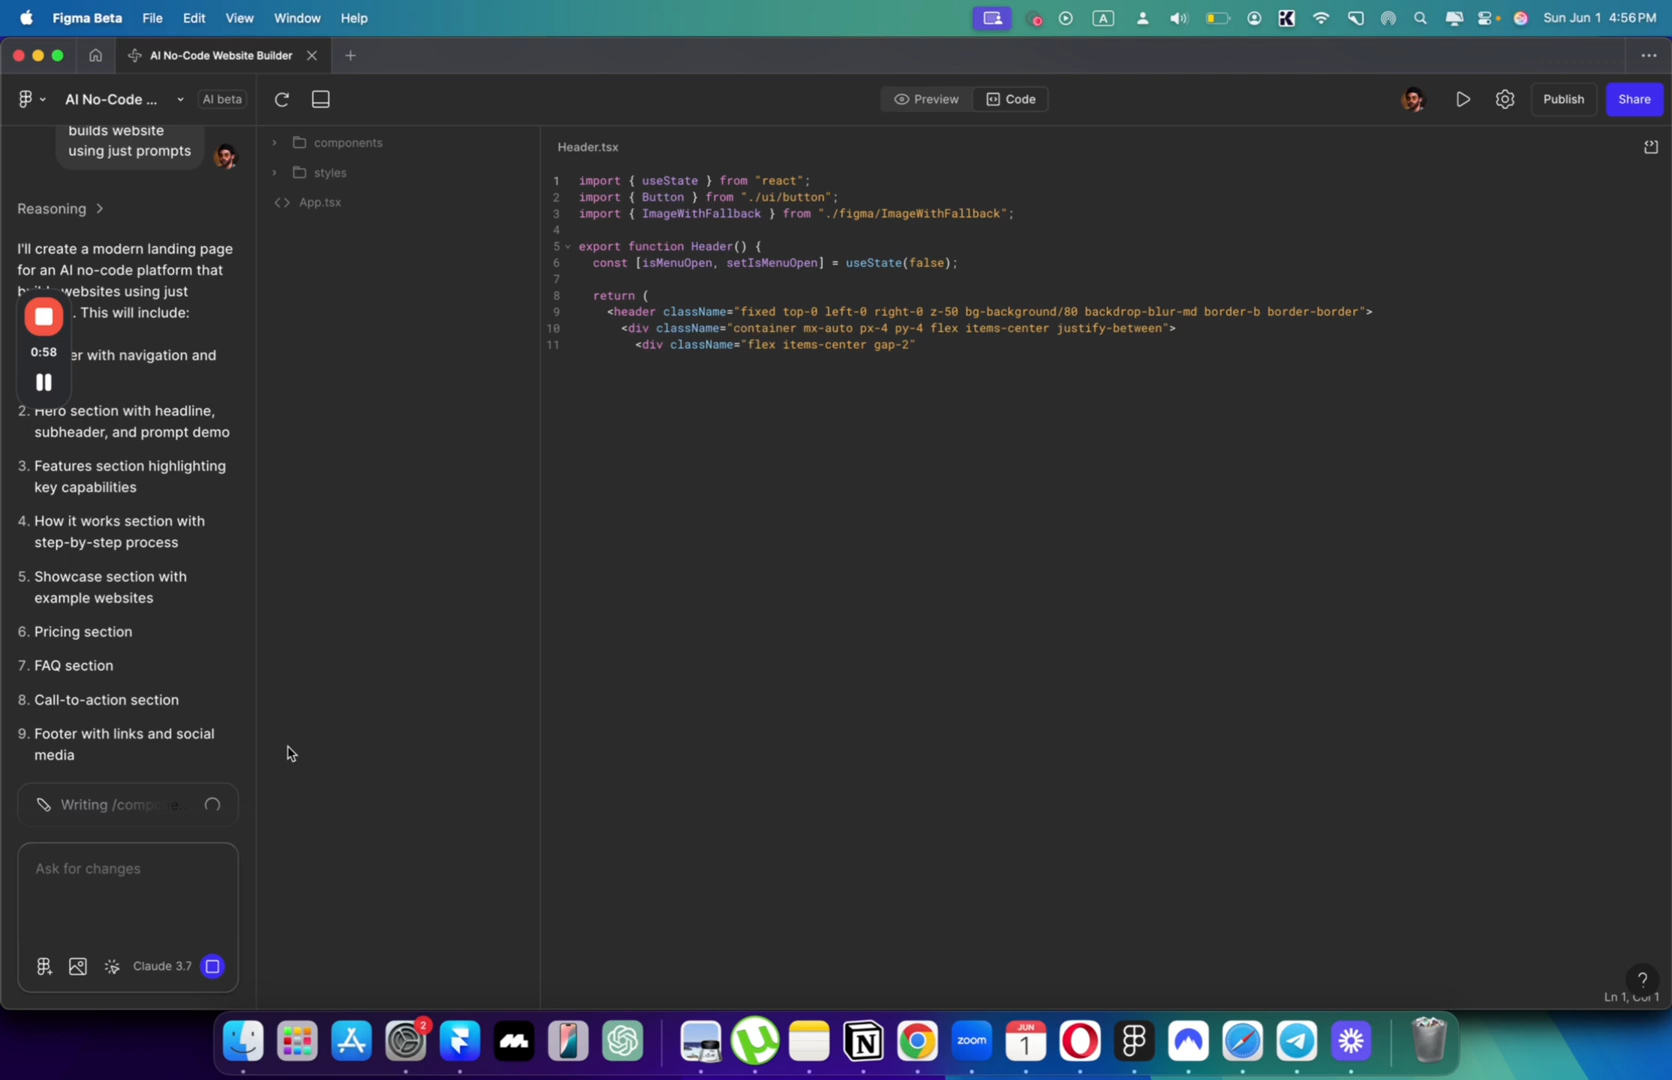 Figma Beta File Edit View Window Help
A
Sun Jun 1 4:56 PM
AI No-Code Website Builder
AI No-Code ... AI beta
Preview Code
Publish Share
builds website
using just prompts
Reasoning
I'll create a modern landing page
for an AI no-code platform that
websites using just
. This will include:
with navigation and
2. Hero section with headline,
subheader, and prompt demo
3. Features section highlighting
key capabilities
4. How it works section with
step-by-step process
5. Showcase section with
example websites
6. Pricing section
7. FAQ section
8. Call-to-action section
9. Footer with links and social
media
0:58
Writing /compo
Ask for changes
Claude 3.7
components
styles
App.tsx
Header.tsx
1 import { useState } from "react";
2 import { Button } from "./ui/button";
3 import { ImageWithFallback } from "./figma/ImageWithFallback";
4
5 export function Header() {
6 const [isMenuOpen, setIsMenuOpen] = useState(false);
7
8 return (
9 <header className="fixed top-0 left-0 right-0 z-50 bg-background/80 backdrop-blur-md border-b border-border">
10 <div className="container mx-auto px-4 py-4 flex items-center justify-between">
11 <div className="flex items-center gap-2"
?
Ln 1, Col 1
2
zoom
JUN
1